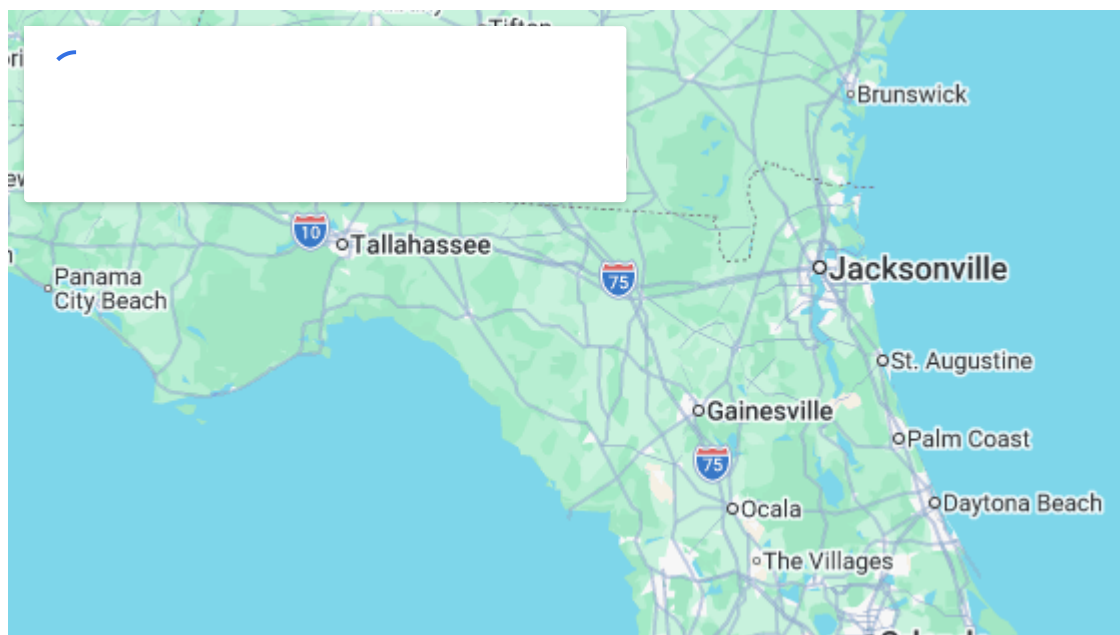 Tifton
Brunswick
10
Tallahassee
75
Jacksonville
Panama
City Beach
St. Augustine
Gainesville
Palm Coast
75
Ocala
Daytona Beach
The Villages